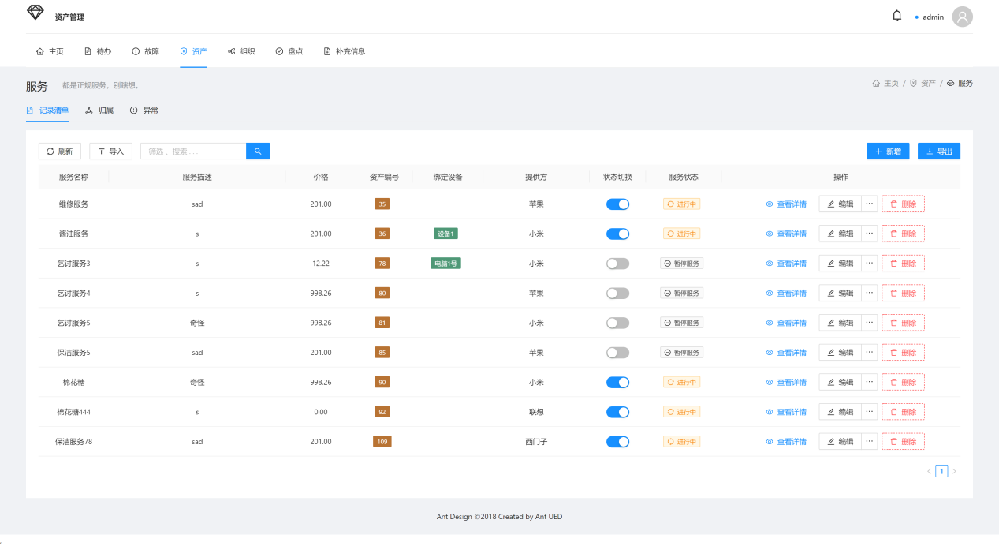 资产管理
admin
主页 待办 故障 资产 组织 盘点 补充信息
服务 都是正规服务，别瞎想。 主页 / 资产 / 服务
记录清单 归属 异常
刷新 导入 筛选、搜索... 新增 导出
服务名称 服务描述 价格 资产编号 绑定设备 提供方 状态切换 服务状态 操作
维修服务 sad 201.00 35 苹果 进行中 查看详情 编辑 ··· 删除
酱油服务 s 201.00 36 设备1 小米 进行中 查看详情 编辑 ··· 删除
乞讨服务3 s 12.22 78 电脑1号 小米 暂停服务 查看详情 编辑 ··· 删除
乞讨服务4 s 998.26 80 苹果 暂停服务 查看详情 编辑 ··· 删除
乞讨服务5 奇怪 998.26 81 小米 暂停服务 查看详情 编辑 ··· 删除
保洁服务5 sad 201.00 85 苹果 暂停服务 查看详情 编辑 ··· 删除
棉花糖 奇怪 998.26 90 小米 进行中 查看详情 编辑 ··· 删除
棉花糖444 s 0.00 92 联想 进行中 查看详情 编辑 ··· 删除
保洁服务78 sad 201.00 109 西门子 进行中 查看详情 编辑 ··· 删除
< 1 >
Ant Design ©2018 Created by Ant UED